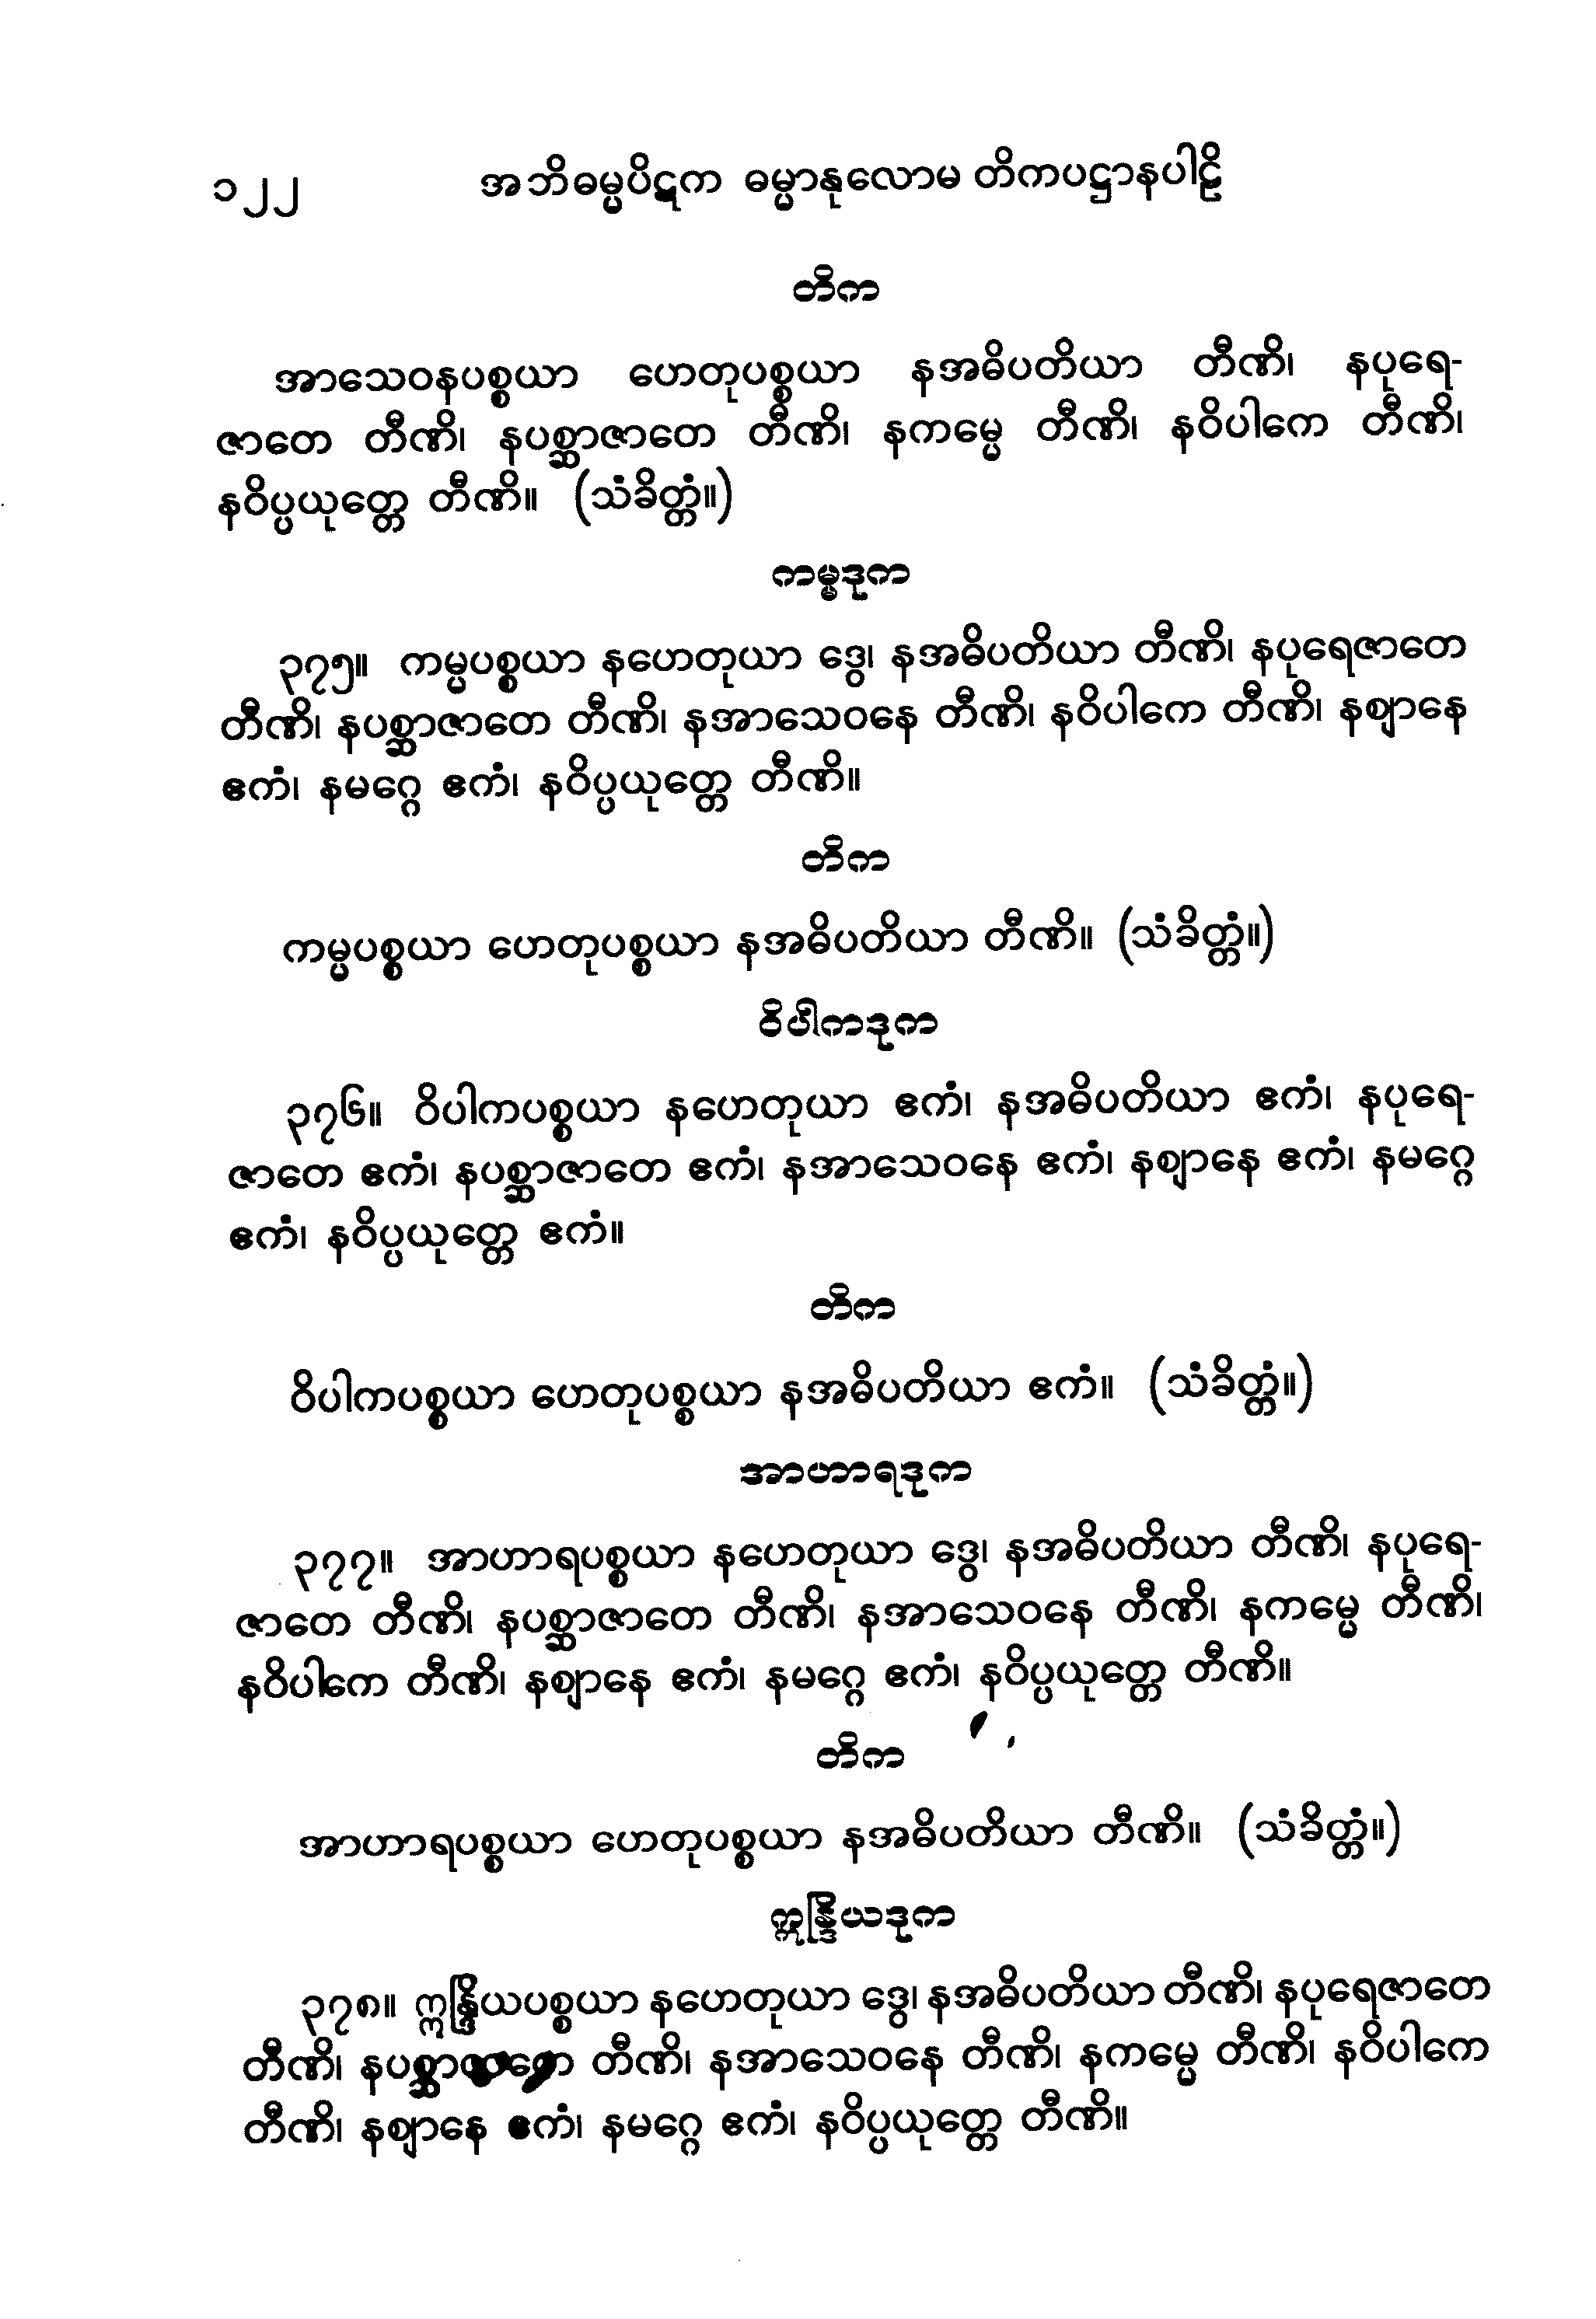 ၁၂၂ အဘိဓမ္မပိဋက ဓမ္မာနုလောမ တိကပဋ္ဌာနပါဠိ
တိက
အာသေဝနပစ္စယာ ဟေတုပစ္စယာ နအဓိပတိယာ တီဏိ၊ နပုရေ-
ဇာတေ တီဏိ၊ နပစ္ဆာဇာတေ တီဏိ၊ နကမ္မေ တီဏိ၊ နဝိပါကေ တီဏိ၊
နဝိပ္ပယုတ္တေ တီဏိ။ (သံခိတ္တံ။)
ကမ္မဒုက
၃၇၅။ ကမ္မပစ္စယာ နဟေတုယာ ဒွေ၊ နအဓိပတိယာ တီဏိ၊ နပုရေဇာတေ
တီဏိ၊ နပစ္ဆာဇာတေ တီဏိ၊ နအာသေဝနေ တီဏိ၊ နဝိပါကေ တီဏိ၊ နဈာနေ
ဧကံ၊ နမဂ္ဂေ ဧကံ၊ နဝိပ္ပယုတ္တေ တီဏိ။
တိက
ကမ္မပစ္စယာ ဟေတုပစ္စယာ နအဓိပတိယာ တီဏိ။ (သံခိတ္တံ။)
ဝိပါကဒုက
၃၇၆။ ဝိပါကပစ္စယာ နဟေတုယာ ဧကံ၊ နအဓိပတိယာ ဧကံ၊ နပုရေ-
ဇာတေ ဧကံ၊ နပစ္ဆာဇာတေ ဧကံ၊ နအာသေဝနေ ဧကံ၊ နဈာနေ ဧကံ၊ နမဂ္ဂေ
ဧကံ၊ နဝိပ္ပယုတ္တေ ဧကံ။
တိက
ဝိပါကပစ္စယာ ဟေတုပစ္စယာ နအဓိပတိယာ ဧကံ။ (သံခိတ္တံ။)
အာဟာရဒုက
၃၇၇။ အာဟာရပစ္စယာ နဟေတုယာ ဒွေ၊ နအဓိပတိယာ တီဏိ၊ နပုရေ-
ဇာတေ တီဏိ၊ နပစ္ဆာဇာတေ တီဏိ၊ နအာသေဝနေ တီဏိ၊ နကမ္မေ တီဏိ၊
နဝိပါကေ တီဏိ၊ နဈာနေ ဧကံ၊ နမဂ္ဂေ ဧကံ၊ နဝိပ္ပယုတ္တေ တီဏိ။
တိက
အာဟာရပစ္စယာ ဟေတုပစ္စယာ နအဓိပတိယာ တီဏိ။ (သံခိတ္တံ။)
ဣန္ဒြိယဒုက
၃၇၈။ ဣန္ဒြိယပစ္စယာ နဟေတုယာ ဒွေ၊ နအဓိပတိယာ တီဏိ၊ နပုရေဇာတေ
တီဏိ၊ နပစ္ဆာဇာတေ တီဏိ၊ နအာသေဝနေ တီဏိ၊ နကမ္မေ တီဏိ၊ နဝိပါကေ
တီဏိ၊ နဈာနေ ဧကံ၊ နမဂ္ဂေ ဧကံ၊ နဝိပ္ပယုတ္တေ တီဏိ။